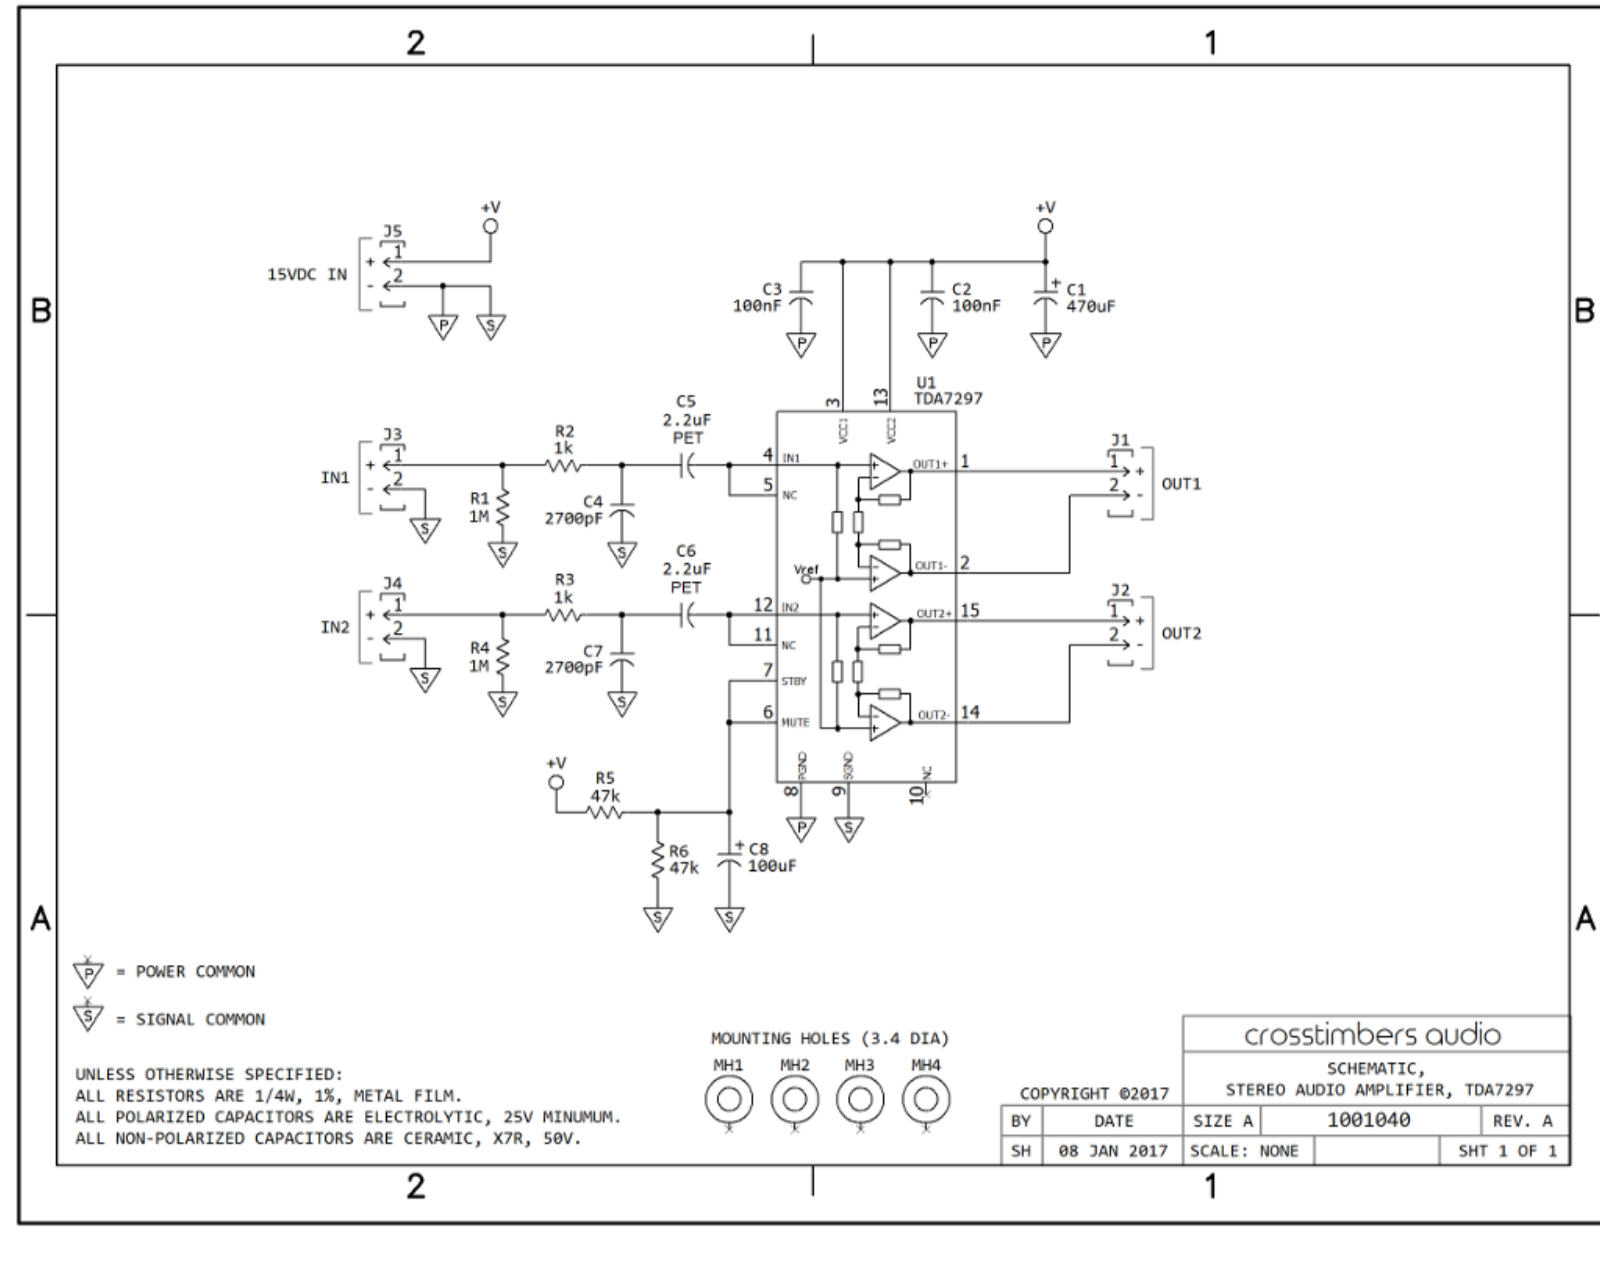 2 1
+V
+V
J5
1
+
2
-
15VDC IN
P S
C3
100nF
C2
100nF
+
C1
470uF
P P P
U1
TDA7297
3 13
VCC1 VCC2
C5
2.2uF
PET
J3
1
+
2
-
IN1
R2
1k
R1
1M
C4
2700pF
S S S
4 IN1
5 NC
+
-
OUT1+ 1
J1
1
+
2
-
OUT1
Vref
-
+
OUT1- 2
C6
2.2uF
PET
J4
1
+
2
-
IN2
R3
1k
R4
1M
C7
2700pF
S S S
12 IN2
11 NC
7 STBY
6 MUTE
+
-
OUT2+ 15
J2
1
+
2
-
OUT2
-
+
OUT2- 14
PGND SGND NC
8 9 10
P S
+V
R5
47k
R6
47k
+
C8
100uF
S S
B B
A A
P = POWER COMMON
S = SIGNAL COMMON
UNLESS OTHERWISE SPECIFIED:
ALL RESISTORS ARE 1/4W, 1%, METAL FILM.
ALL POLARIZED CAPACITORS ARE ELECTROLYTIC, 25V MINUMUM.
ALL NON-POLARIZED CAPACITORS ARE CERAMIC, X7R, 50V.
MOUNTING HOLES (3.4 DIA)
MH1 MH2 MH3 MH4
crosstimbers audio
SCHEMATIC,
STEREO AUDIO AMPLIFIER, TDA7297
COPYRIGHT ©2017
BY DATE SIZE A 1001040 REV. A
SH 08 JAN 2017 SCALE: NONE SHT 1 OF 1
2 1